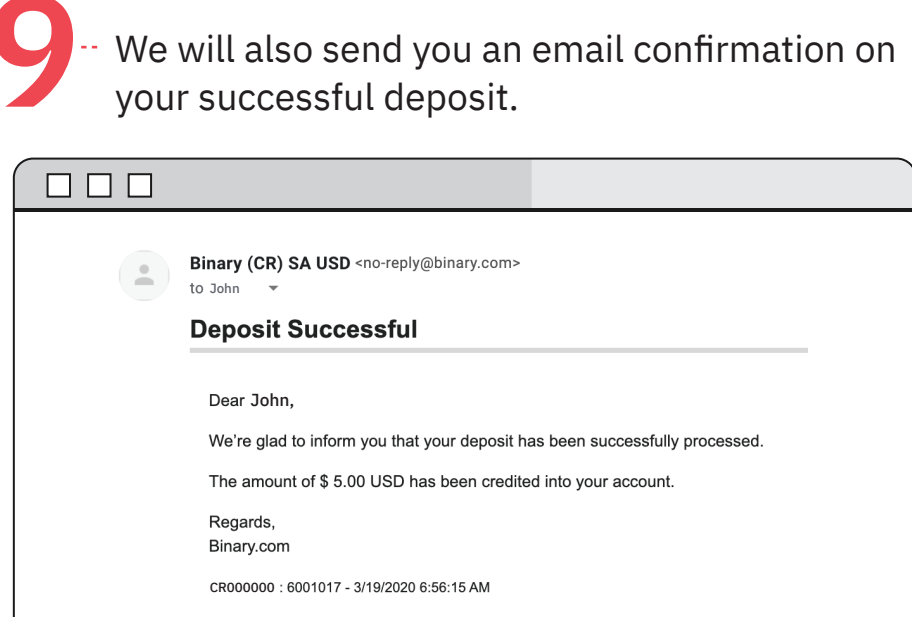 9
We will also send you an email confirmation on
your successful deposit.
Binary (CR) SA USD <no-reply@binary.com>
to John
Deposit Successful
Dear John,
We’re glad to inform you that your deposit has been successfully processed.
The amount of $ 5.00 USD has been credited into your account.
Regards,
Binary.com
CR000000 : 6001017 - 3/19/2020 6:56:15 AM